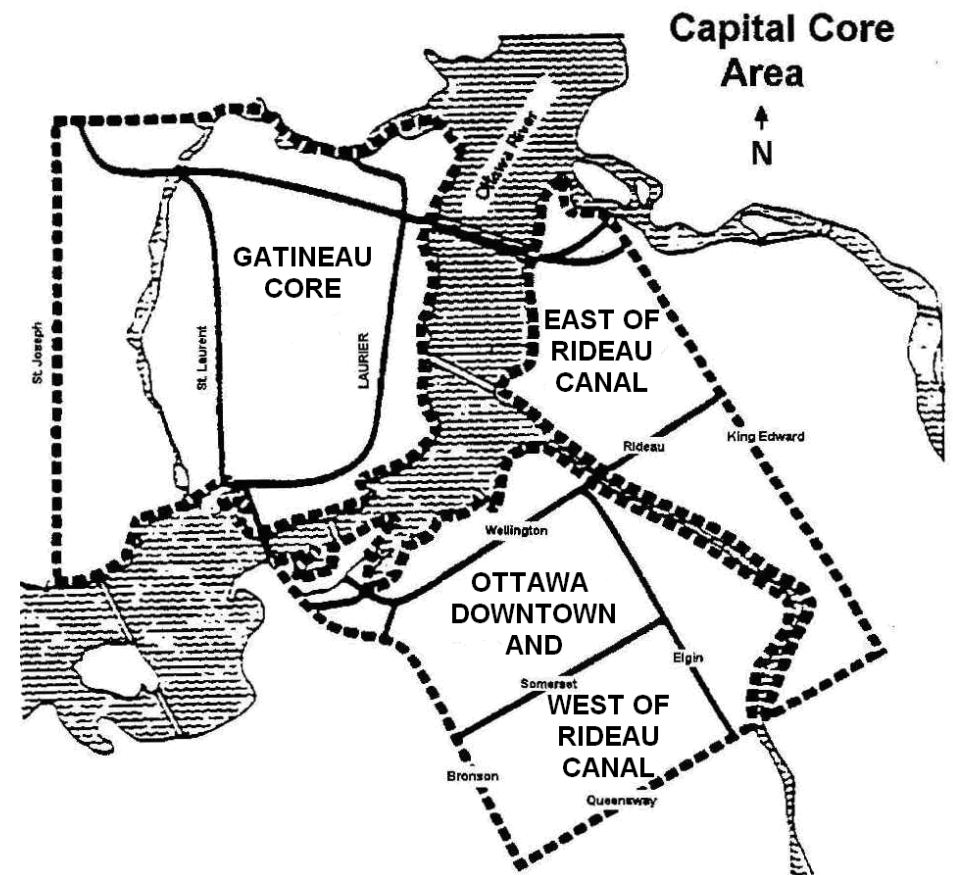 Capital Core
Area
N
Ottawa River
GATINEAU
CORE
St. Joseph
St. Laurent
LAURIER
EAST OF
RIDEAU
CANAL
Rideau
King Edward
Wellington
OTTAWA
DOWNTOWN
AND
Elgin
Somerset
WEST OF
RIDEAU
CANAL
Bronson
Queensway